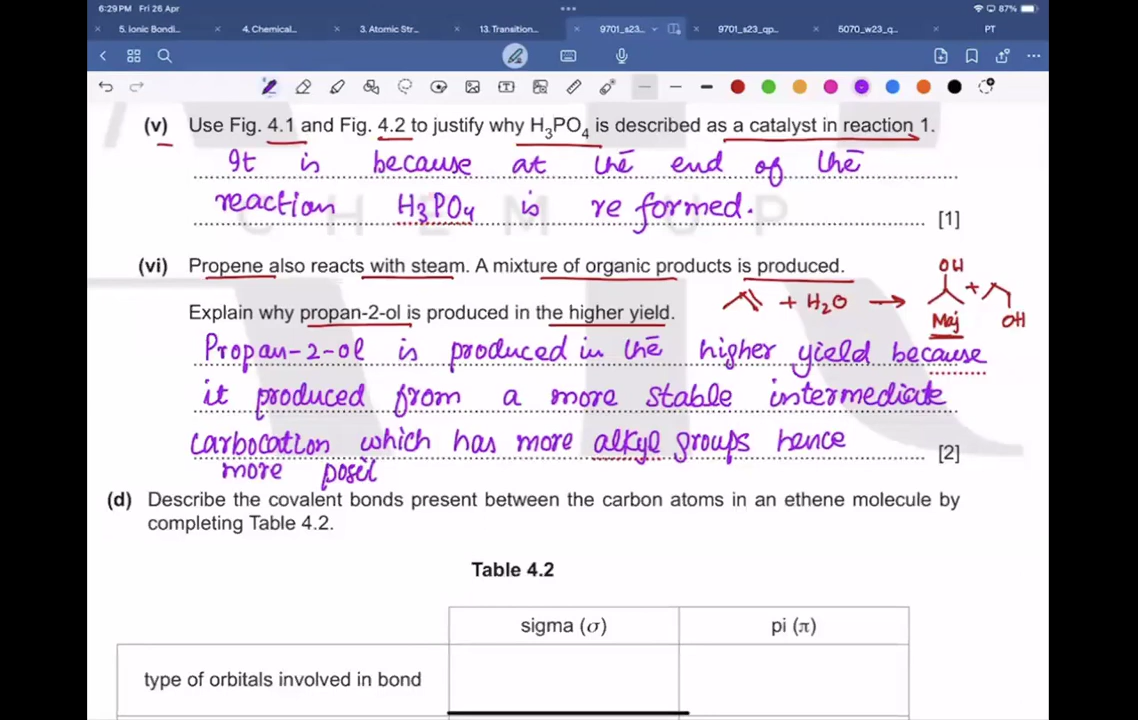 6:29 PM Fri 26 Apr
87%
5. Ionic Bondi...
4. Chemical...
3. Atomic Str...
13. Transition...
9701_s23...
9701_s23_qp...
5070_w23_q...
PT
(v) Use Fig. 4.1 and Fig. 4.2 to justify why H₃PO₄ is described as a catalyst in reaction 1.
It is because at the end of the
reaction H₃PO₄ is re formed.
[1]
CHEM UP
(vi) Propene also reacts with steam. A mixture of organic products is produced.
OH
+ H₂O → +
Maj OH
Explain why propan-2-ol is produced in the higher yield.
Propan-2-ol is produced in the higher yield because
it produced from a more stable intermediate
carbocation which has more alkyl groups hence
[2]
more posit
(d) Describe the covalent bonds present between the carbon atoms in an ethene molecule by
completing Table 4.2.
Table 4.2
sigma (σ) pi (π)
type of orbitals involved in bond